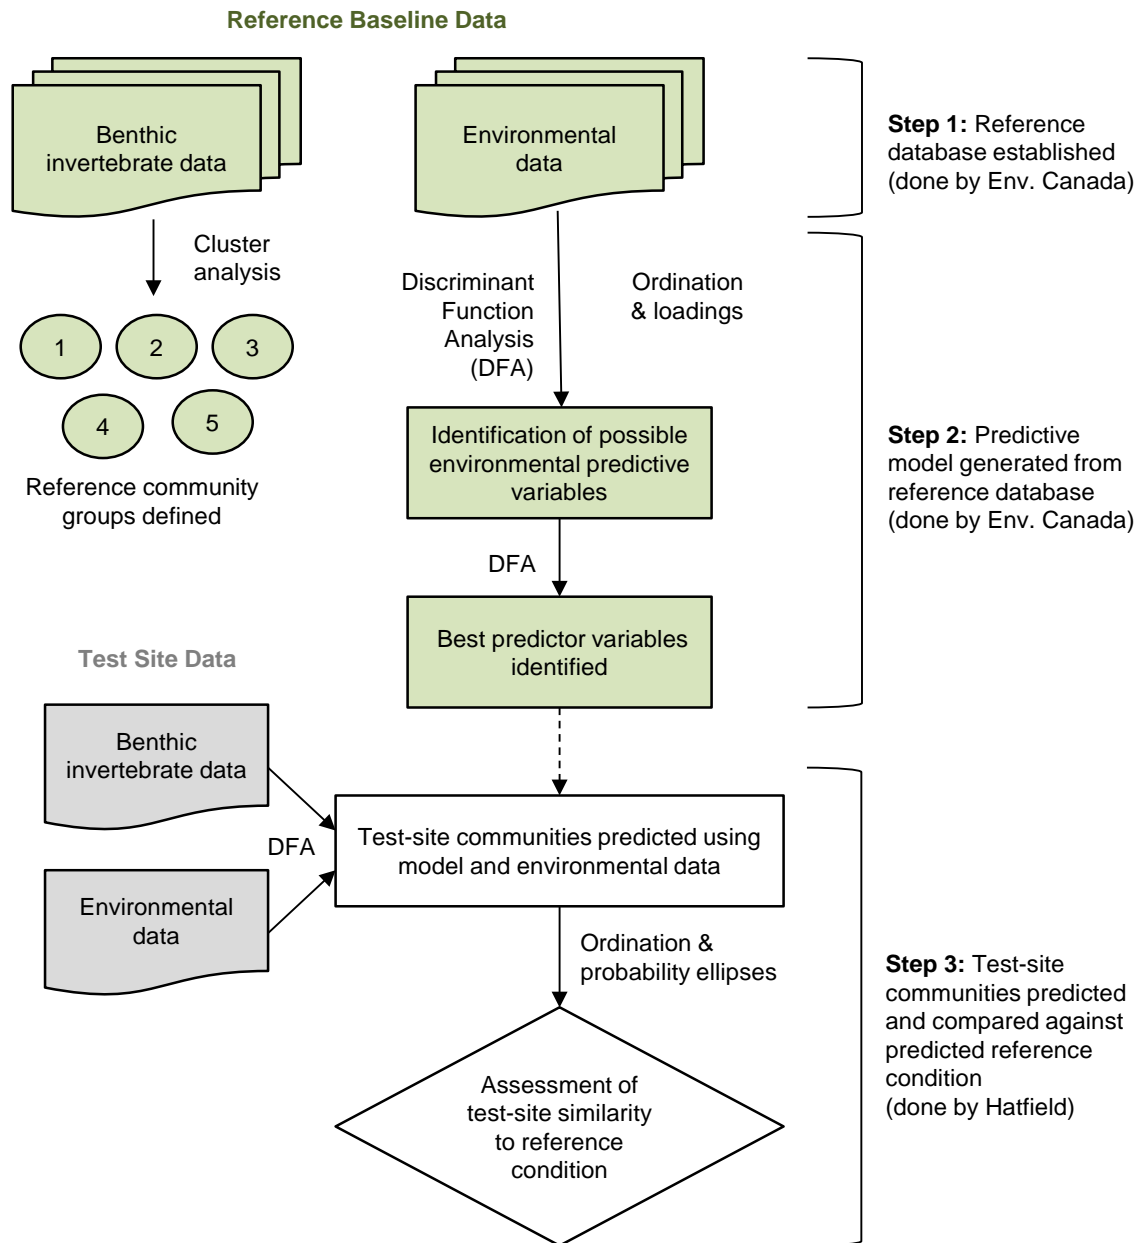 Reference Baseline Data
Benthic
invertebrate data
Environmental
data
Step 1: Reference
database established
(done by Env. Canada)
Cluster
analysis
Discriminant
Function
Analysis
(DFA)
Ordination
& loadings
1
2
3
4
5
Reference community
groups defined
Identification of possible
environmental predictive
variables
Step 2: Predictive
model generated from
reference database
(done by Env. Canada)
DFA
Best predictor variables
identified
Test Site Data
Benthic
invertebrate data
DFA
Environmental
data
Test-site communities predicted using
model and environmental data
Ordination &
probability ellipses
Step 3: Test-site
communities predicted
and compared against
predicted reference
condition
(done by Hatfield)
Assessment of
test-site similarity
to reference
condition